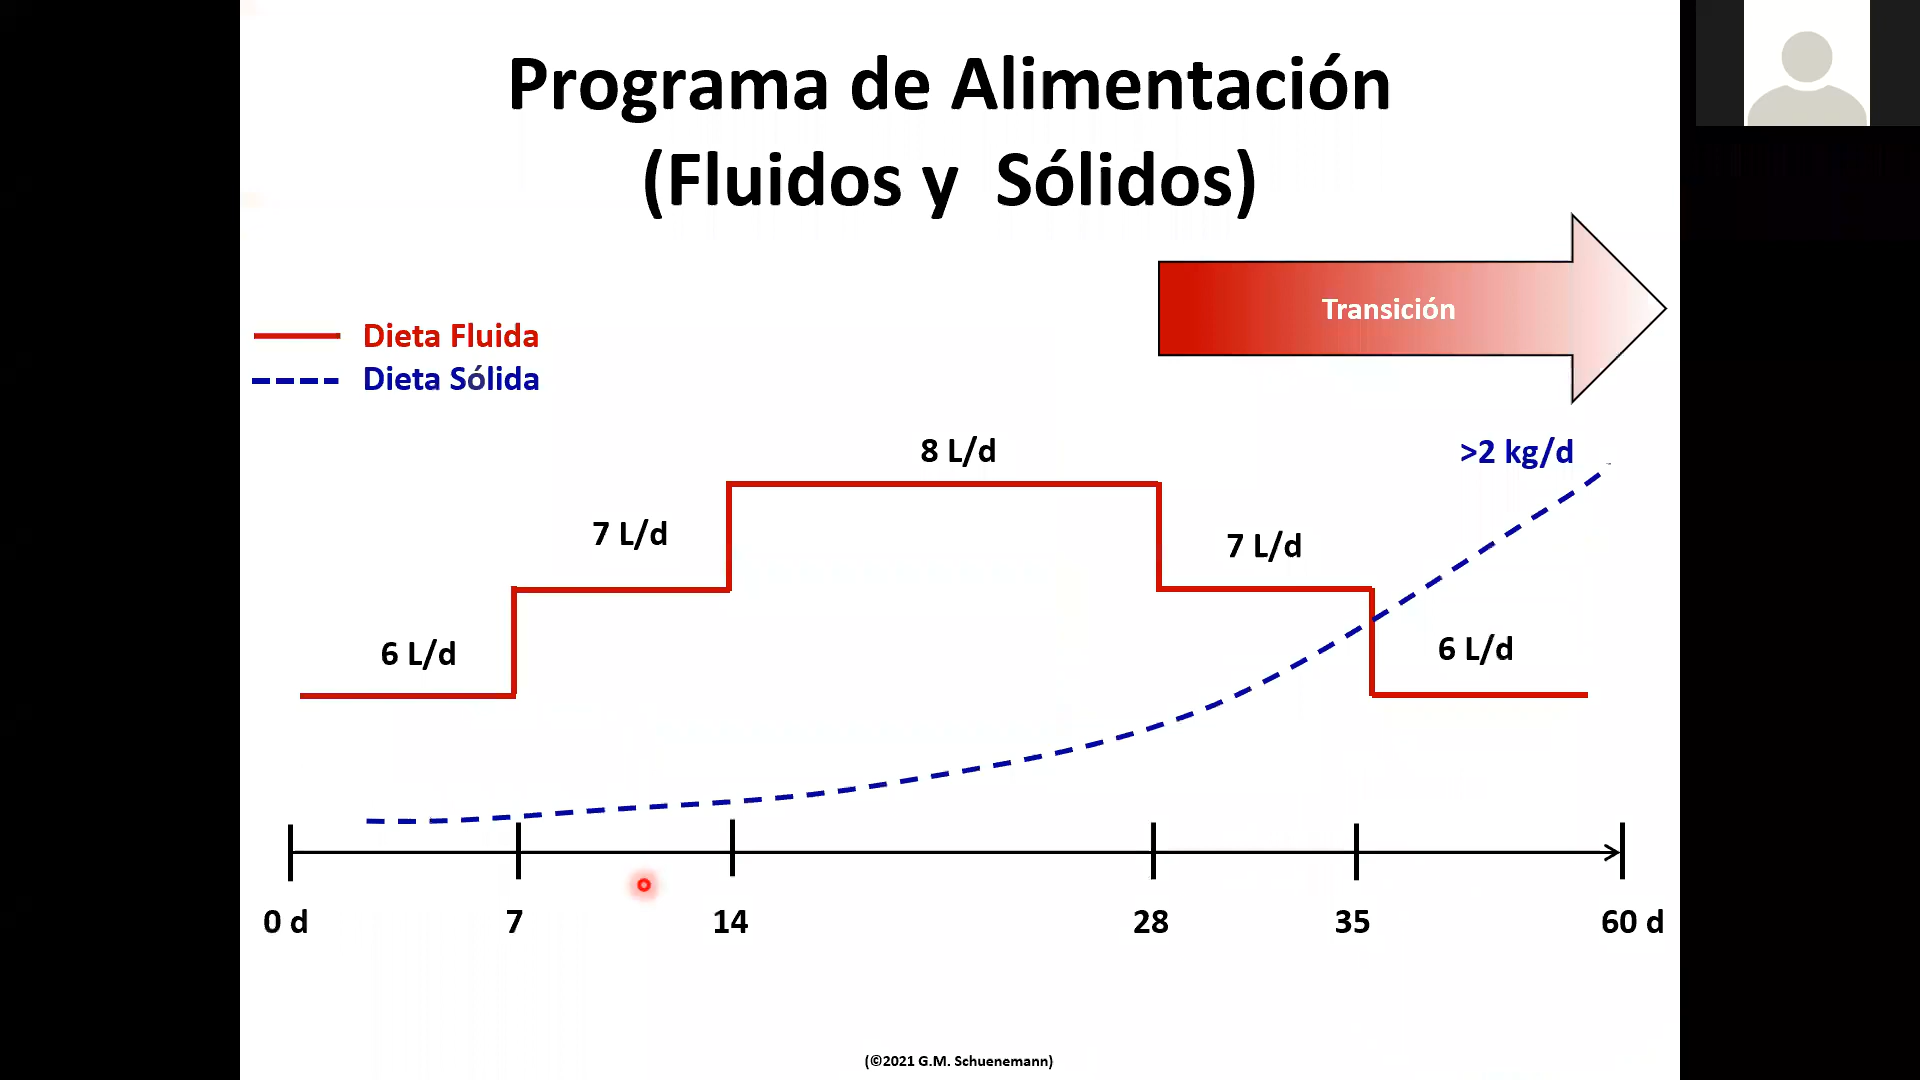 Programa de Alimentación
(Fluidos y Sólidos)
Transición
Dieta Fluida
Dieta Sólida
8 L/d
>2 kg/d
7 L/d
7 L/d
6 L/d
6 L/d
0 d
7
14
28
35
60 d
(©2021 G.M. Schuenemann)